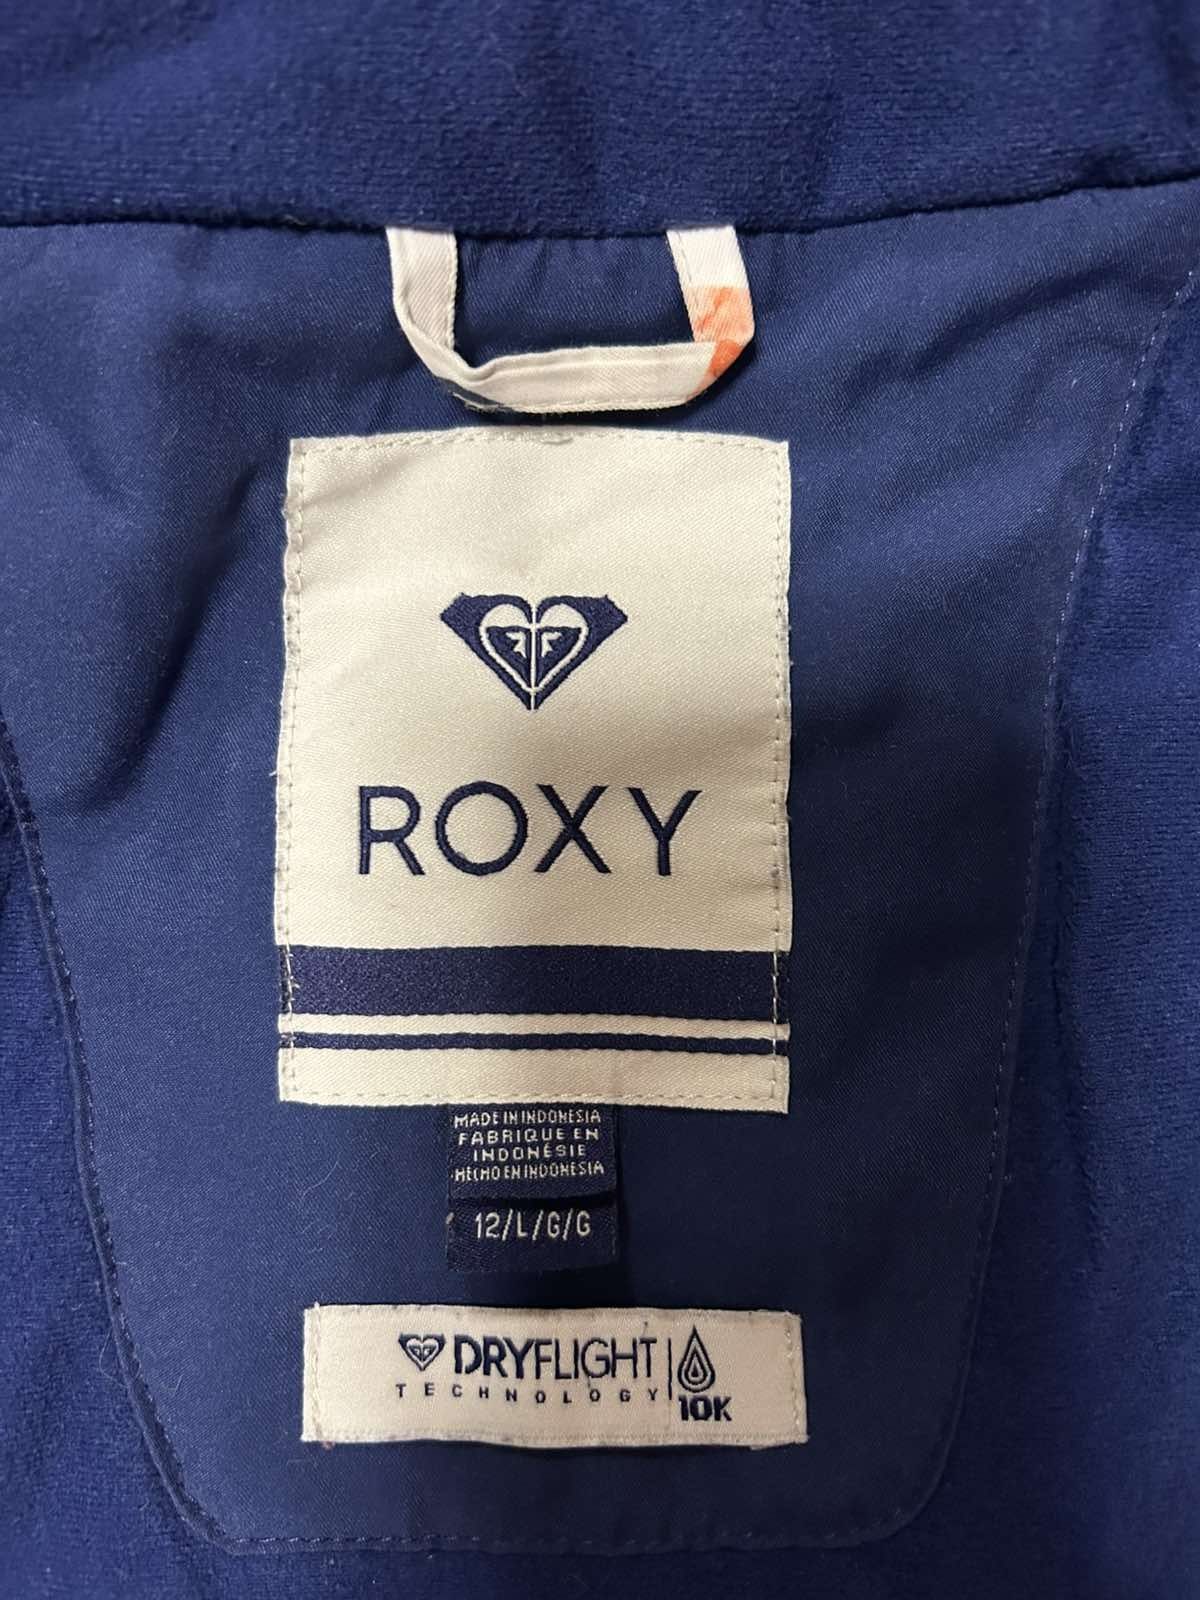 ROXY
MADE IN INDONESIA
FABRIQUE EN
INDONÉSIE
HECHO EN INDONESIA
12/L/G/G
DRYFLIGHT
TECHNOLOGY
10K